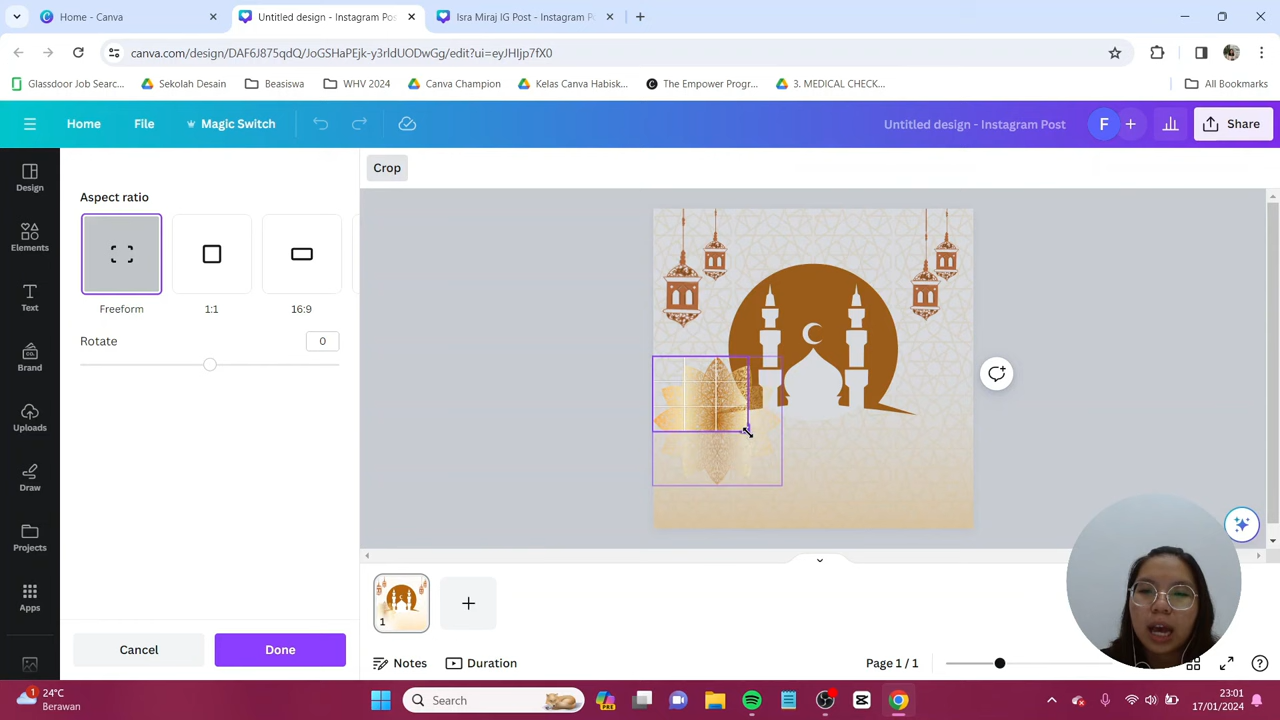 Home - Canva
Untitled design - Instagram Post
Isra Miraj IG Post - Instagram P
canva.com/design/DAF6J875qdQ/JoGSHaPEjk-y3rldUODwGg/edit?ui=eyJHIjp7fX0
Glassdoor Job Searc...
Sekolah Desain
Beasiswa
WHV 2024
Canva Champion
Kelas Canva Habisk...
The Empower Progr...
3. MEDICAL CHECK...
All Bookmarks
Home
File
Magic Switch
Untitled design - Instagram Post
F
Share
Design
Elements
Text
Brand
Uploads
Draw
Projects
Apps
Aspect ratio
Freeform
1:1
16:9
Rotate
0
Cancel
Done
Crop
1
Notes
Duration
Page 1 / 1
1
24°C
Berawan
Search
PRE
23:01
17/01/2024